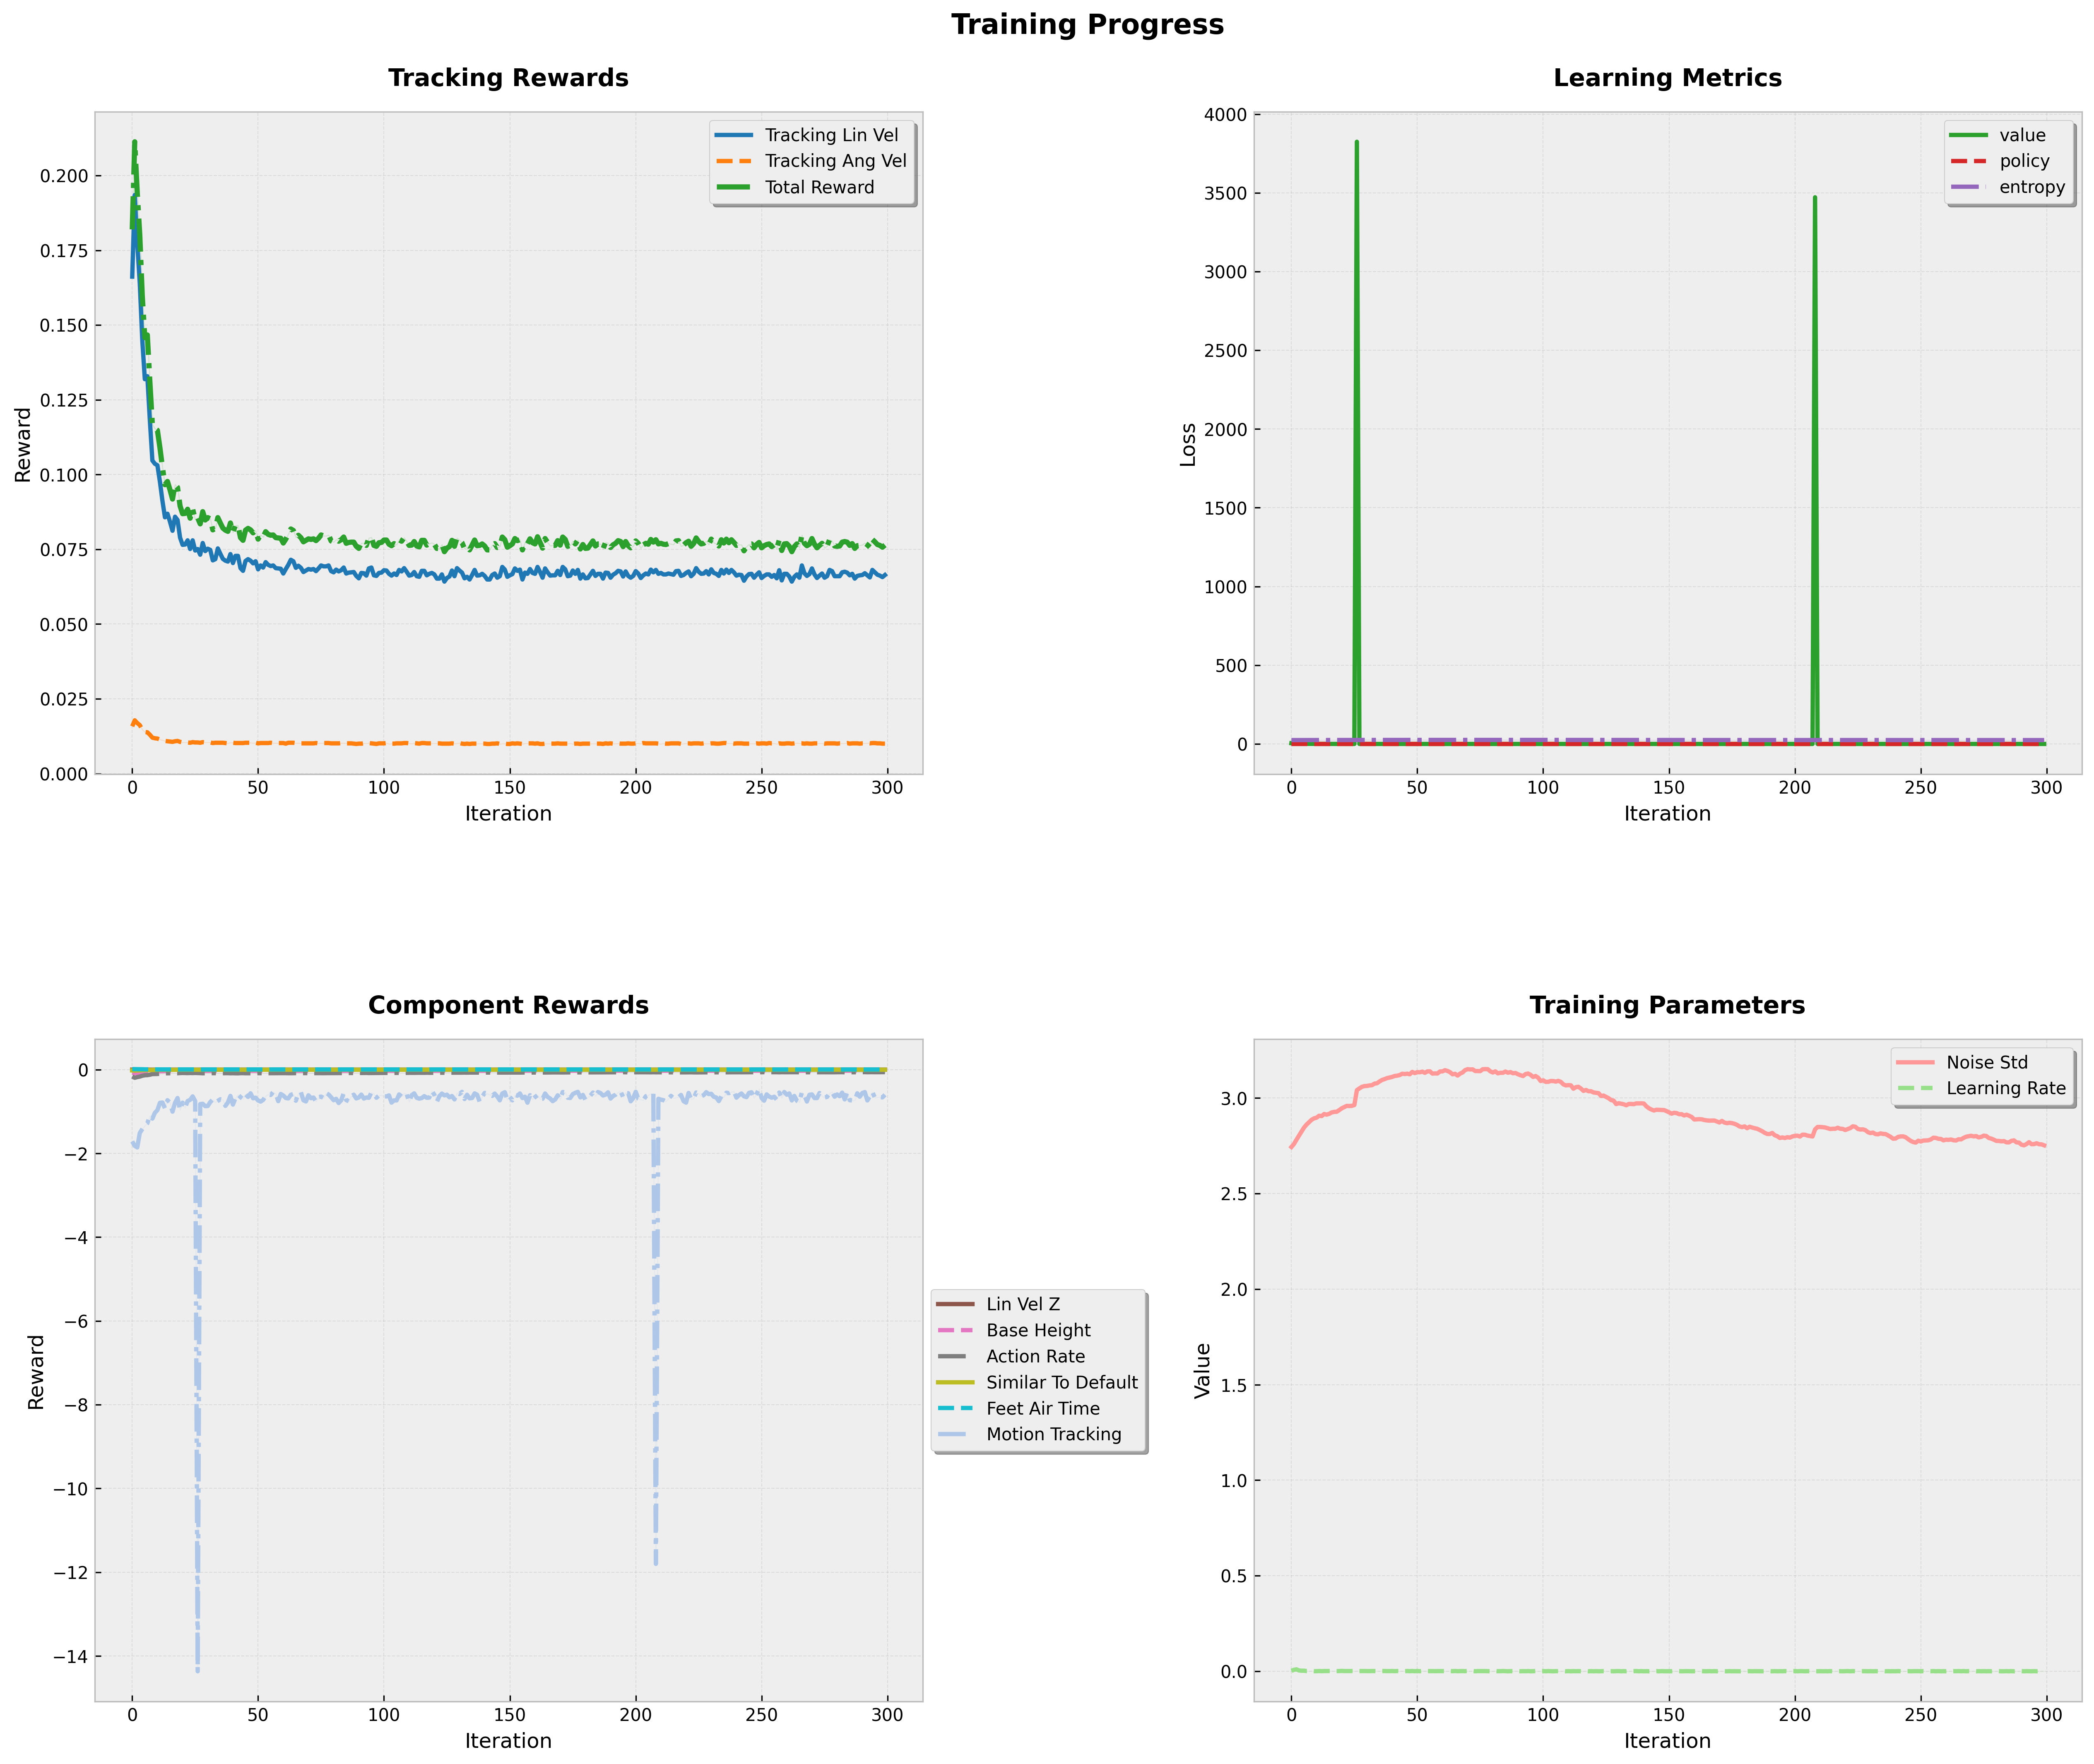 Training Progress
Tracking Rewards
Reward
0.200
0.175
0.150
0.125
0.100
0.075
0.050
0.025
0.000
0 50 100 150 200 250 300
Iteration
Tracking Lin Vel
Tracking Ang Vel
Total Reward
Learning Metrics
Loss
4000
3500
3000
2500
2000
1500
1000
500
0
0 50 100 150 200 250 300
Iteration
value
policy
entropy
Component Rewards
Reward
0
−2
−4
−6
−8
−10
−12
−14
0 50 100 150 200 250 300
Iteration
Lin Vel Z
Base Height
Action Rate
Similar To Default
Feet Air Time
Motion Tracking
Training Parameters
Value
3.0
2.5
2.0
1.5
1.0
0.5
0.0
0 50 100 150 200 250 300
Iteration
Noise Std
Learning Rate